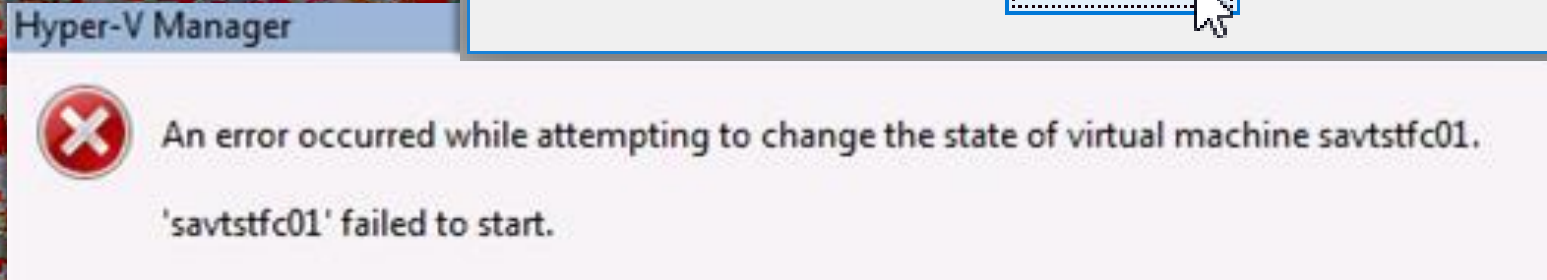 Hyper-V Manager
An error occurred while attempting to change the state of virtual machine savtstfc01.
'savtstfc01' failed to start.